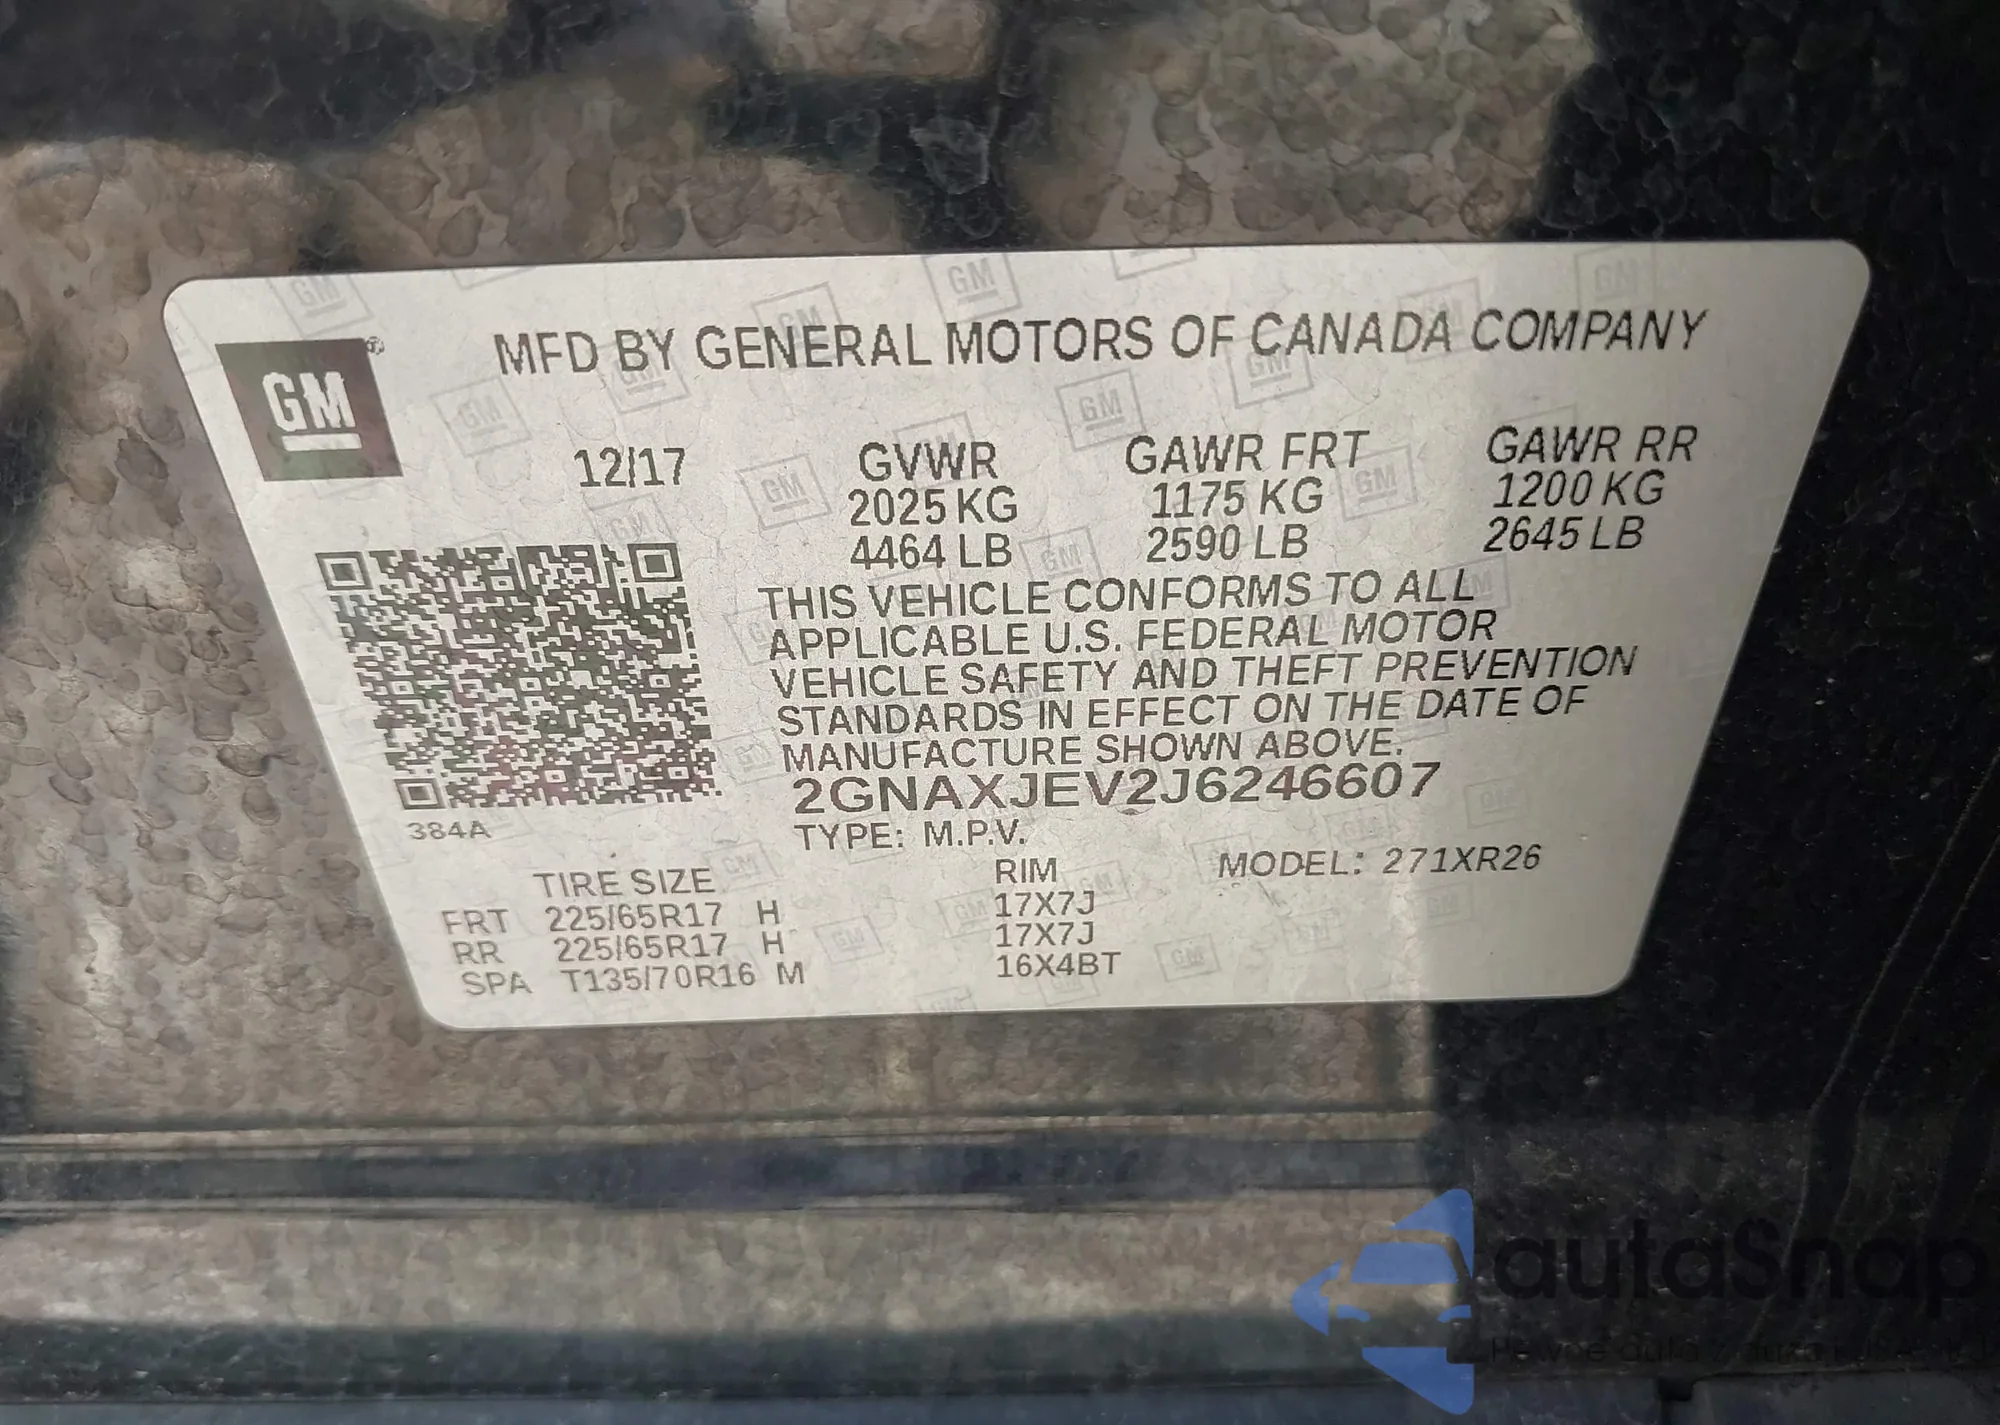 MFD BY GENERAL MOTORS OF CANADA COMPANY
GM
12/17 GVWR GAWR FRT GAWR RR
2025 KG 1175 KG 1200 KG
4464 LB 2590 LB 2645 LB
THIS VEHICLE CONFORMS TO ALL
APPLICABLE U.S. FEDERAL MOTOR
VEHICLE SAFETY AND THEFT PREVENTION
STANDARDS IN EFFECT ON THE DATE OF
MANUFACTURE SHOWN ABOVE.
2GNAXJEV2J6246607
384A
TYPE: M.P.V.
MODEL: 271XR26
TIRE SIZE RIM
FRT 225/65R17 H 17X7J
RR 225/65R17 H 17X7J
SPA T135/70R16 M 16X4BT
autaSnap